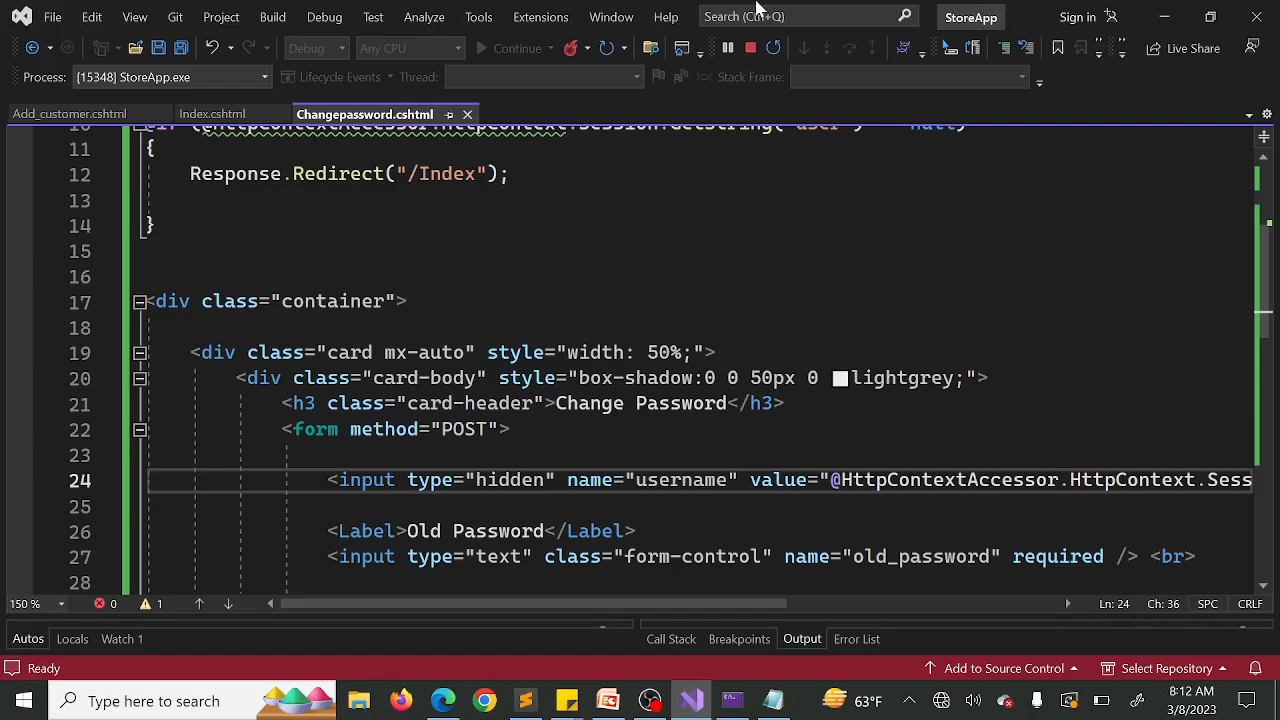 File Edit View Git Project Build Debug Test Analyze Tools Extensions Window Help Search (Ctrl+Q) StoreApp Sign in
Debug Any CPU Continue Live Share
Process: [15348] StoreApp.exe Lifecycle Events Thread: Stack Frame:
Add_customer.cshtml Index.cshtml Changepassword.cshtml
10 @if (@HttpContextAccessor.HttpContext.Session.GetString("user") == null)
11 {
12 Response.Redirect("/Index");
13
14 }
15
16
17 <div class="container">
18
19 <div class="card mx-auto" style="width: 50%;">
20 <div class="card-body" style="box-shadow:0 0 50px 0 lightgrey;">
21 <h3 class="card-header">Change Password</h3>
22 <form method="POST">
23
24 <input type="hidden" name="username" value="@HttpContextAccessor.HttpContext.Sess
25
26 <Label>Old Password</Label>
27 <input type="text" class="form-control" name="old_password" required /> <br>
28
150 % 0 1 Ln: 24 Ch: 36 SPC CRLF
Autos Locals Watch 1 Call Stack Breakpoints Output Error List
Ready Add to Source Control Select Repository
Type here to search 63°F 8:12 AM
3/8/2023